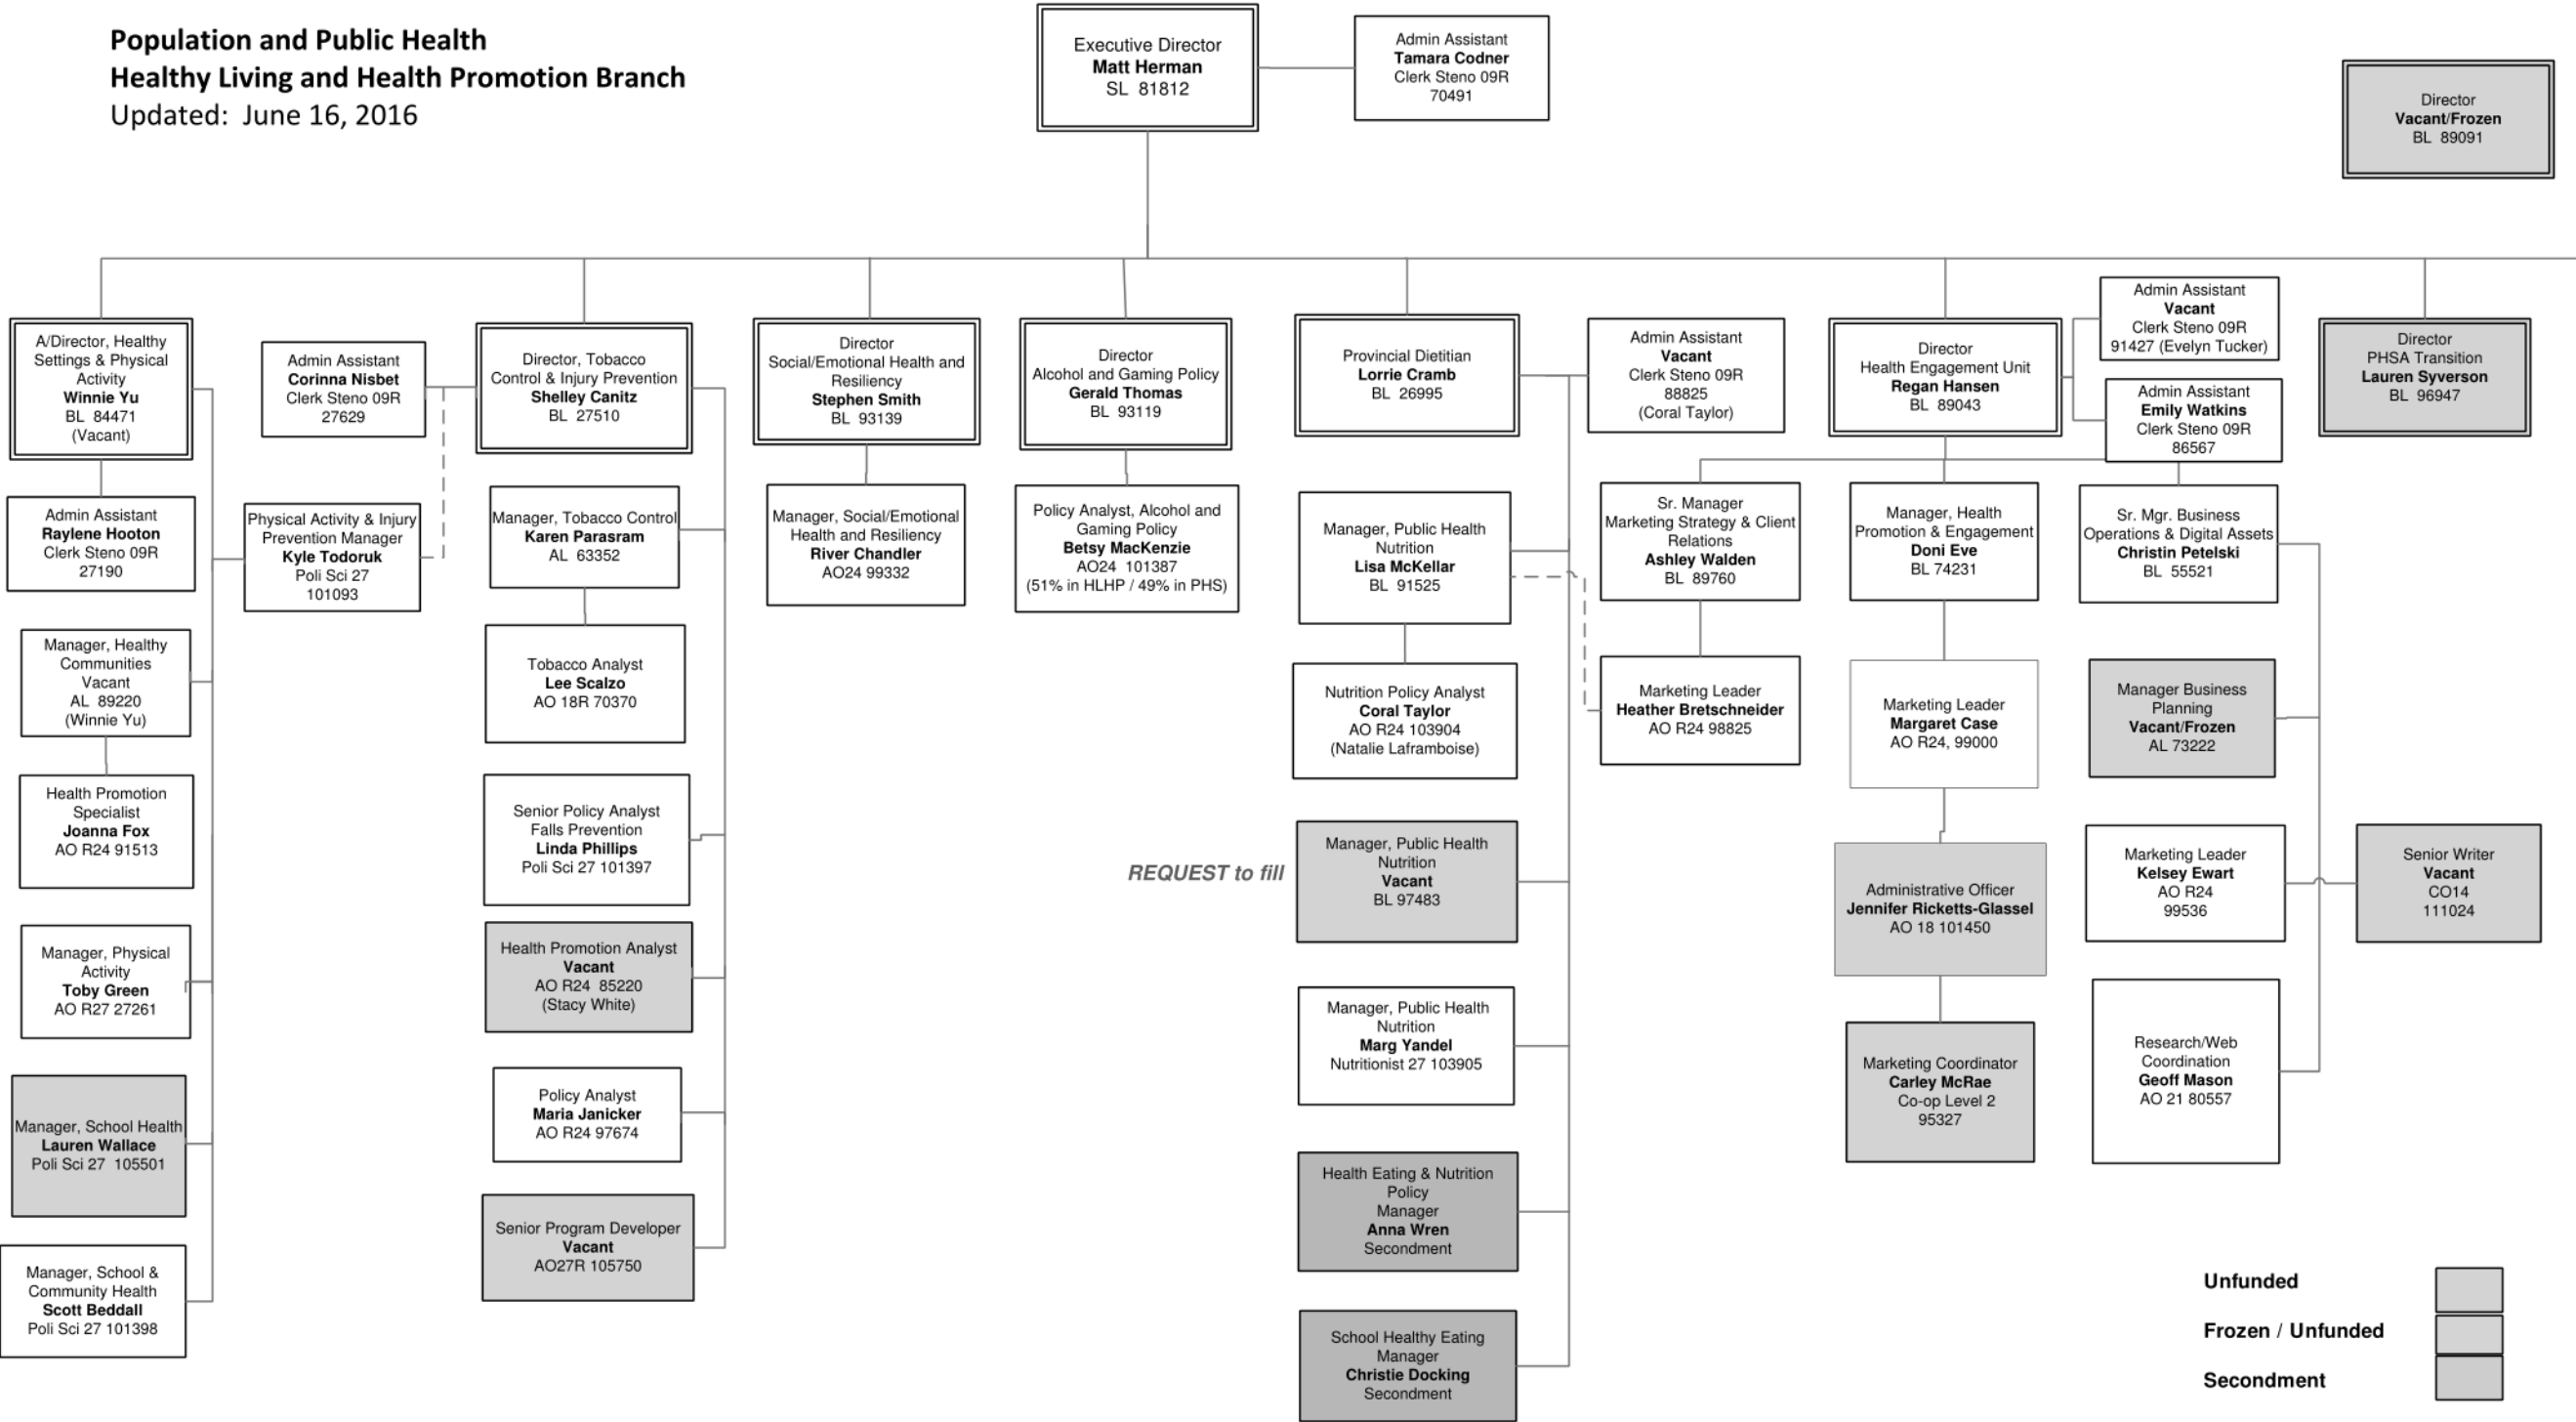 Population and Public Health
Healthy Living and Health Promotion Branch
Updated: June 16, 2016
Executive Director
Matt Herman
SL 81812
Admin Assistant
Tamara Codner
Clerk Steno 09R
70491
Director
Vacant/Frozen
BL 89091
A/Director, Healthy
Settings & Physical
Activity
Winnie Yu
BL 84471
(Vacant)
Admin Assistant
Raylene Hooton
Clerk Steno 09R
27190
Manager, Healthy
Communities
Vacant
AL 89220
(Winnie Yu)
Health Promotion
Specialist
Joanna Fox
AO R24 91513
Manager, Physical
Activity
Toby Green
AO R27 27261
Manager, School Health
Lauren Wallace
Poli Sci 27 105501
Manager, School &
Community Health
Scott Beddall
Poli Sci 27 101398
Admin Assistant
Corinna Nisbet
Clerk Steno 09R
27629
Physical Activity & Injury
Prevention Manager
Kyle Todoruk
Poli Sci 27
101093
Director, Tobacco
Control & Injury Prevention
Shelley Canitz
BL 27510
Manager, Tobacco Control
Karen Parasram
AL 63352
Tobacco Analyst
Lee Scalzo
AO 18R 70370
Senior Policy Analyst
Falls Prevention
Linda Phillips
Poli Sci 27 101397
Health Promotion Analyst
Vacant
AO R24 85220
(Stacy White)
Policy Analyst
Maria Janicker
AO R24 97674
Senior Program Developer
Vacant
AO27R 105750
Director
Social/Emotional Health and
Resiliency
Stephen Smith
BL 93139
Manager, Social/Emotional
Health and Resiliency
River Chandler
AO24 99332
Director
Alcohol and Gaming Policy
Gerald Thomas
BL 93119
Policy Analyst, Alcohol and
Gaming Policy
Betsy MacKenzie
AO24 101387
(51% in HLHP / 49% in PHS)
Provincial Dietitian
Lorrie Cramb
BL 26995
Admin Assistant
Vacant
Clerk Steno 09R
88825
(Coral Taylor)
Manager, Public Health
Nutrition
Lisa McKellar
BL 91525
Nutrition Policy Analyst
Coral Taylor
AO R24 103904
(Natalie Laframboise)
REQUEST to fill
Manager, Public Health
Nutrition
Vacant
BL 97483
Manager, Public Health
Nutrition
Marg Yandel
Nutritionist 27 103905
Health Eating & Nutrition
Policy
Manager
Anna Wren
Secondment
School Healthy Eating
Manager
Christie Docking
Secondment
Director
Health Engagement Unit
Regan Hansen
BL 89043
Admin Assistant
Vacant
Clerk Steno 09R
91427 (Evelyn Tucker)
Admin Assistant
Emily Watkins
Clerk Steno 09R
86567
Sr. Manager
Marketing Strategy & Client
Relations
Ashley Walden
BL 89760
Marketing Leader
Heather Bretschneider
AO R24 98825
Manager, Health
Promotion & Engagement
Doni Eve
BL 74231
Marketing Leader
Margaret Case
AO R24, 99000
Administrative Officer
Jennifer Ricketts-Glassel
AO 18 101450
Marketing Coordinator
Carley McRae
Co-op Level 2
95327
Sr. Mgr. Business
Operations & Digital Assets
Christin Petelski
BL 55521
Manager Business
Planning
Vacant/Frozen
AL 73222
Marketing Leader
Kelsey Ewart
AO R24
99536
Senior Writer
Vacant
CO14
111024
Research/Web
Coordination
Geoff Mason
AO 21 80557
Director
PHSA Transition
Lauren Syverson
BL 96947
Unfunded
Frozen / Unfunded
Secondment